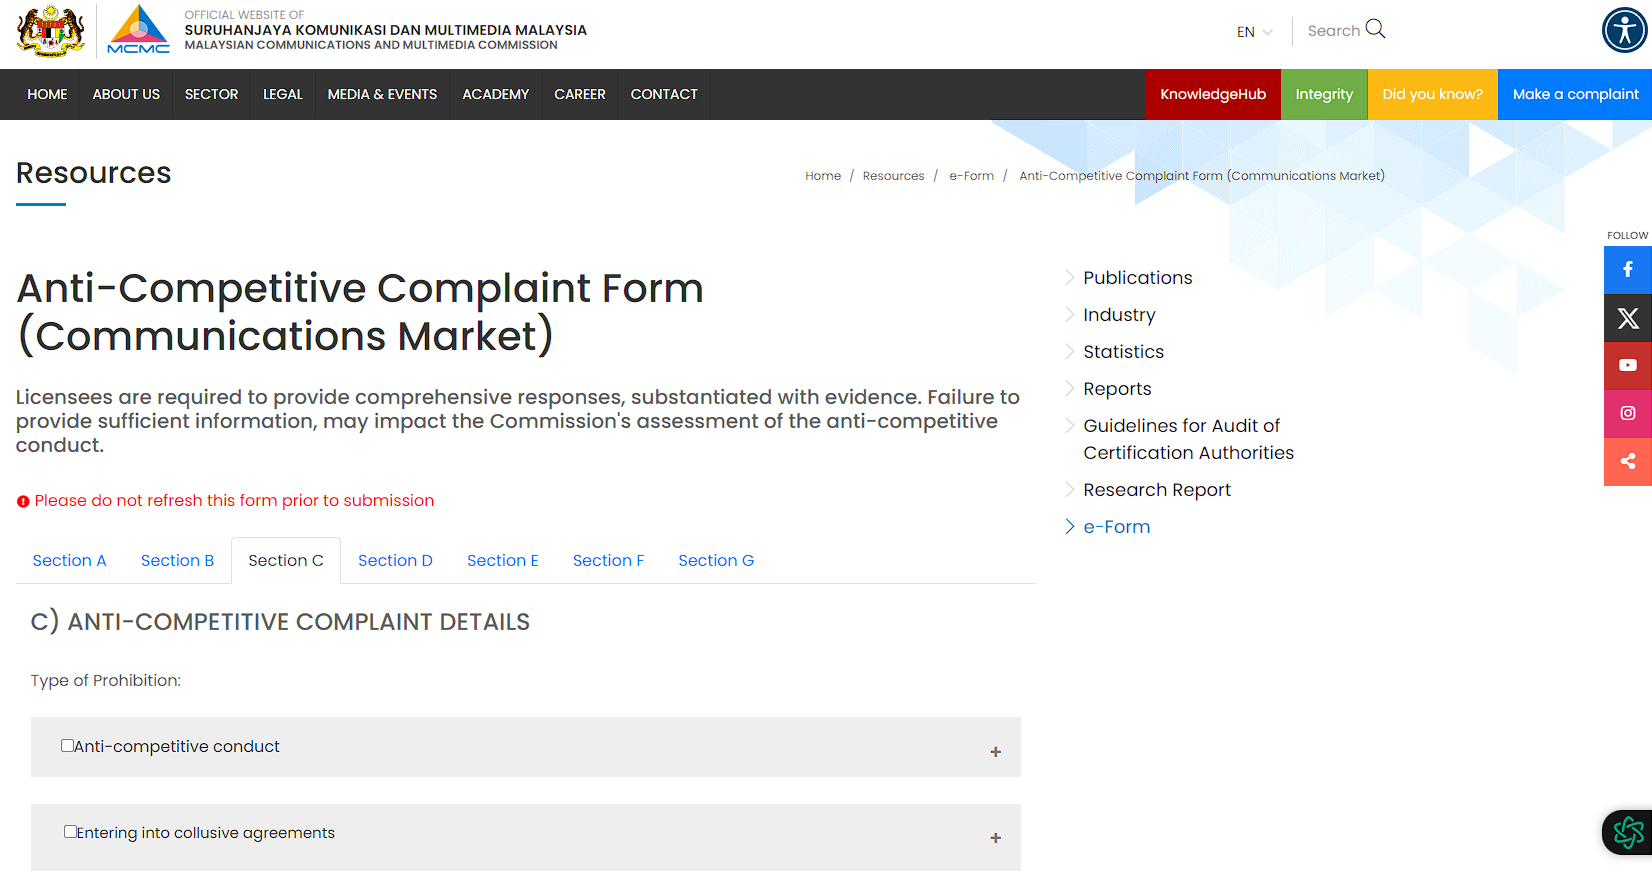 OFFICIAL WEBSITE OF
SURUHANJAYA KOMUNIKASI DAN MULTIMEDIA MALAYSIA
MALAYSIAN COMMUNICATIONS AND MULTIMEDIA COMMISSION
MCMC
EN
Search
HOME ABOUT US SECTOR LEGAL MEDIA & EVENTS ACADEMY CAREER CONTACT KnowledgeHub Integrity Did you know? Make a complaint
Resources
Home / Resources / e-Form / Anti-Competitive Complaint Form (Communications Market)
Anti-Competitive Complaint Form
(Communications Market)
Licensees are required to provide comprehensive responses, substantiated with evidence. Failure to
provide sufficient information, may impact the Commission's assessment of the anti-competitive
conduct.
Please do not refresh this form prior to submission
Section A Section B Section C Section D Section E Section F Section G
C) ANTI-COMPETITIVE COMPLAINT DETAILS
Type of Prohibition:
Anti-competitive conduct +
Entering into collusive agreements +
Publications
Industry
Statistics
Reports
Guidelines for Audit of
Certification Authorities
Research Report
e-Form
FOLLOW